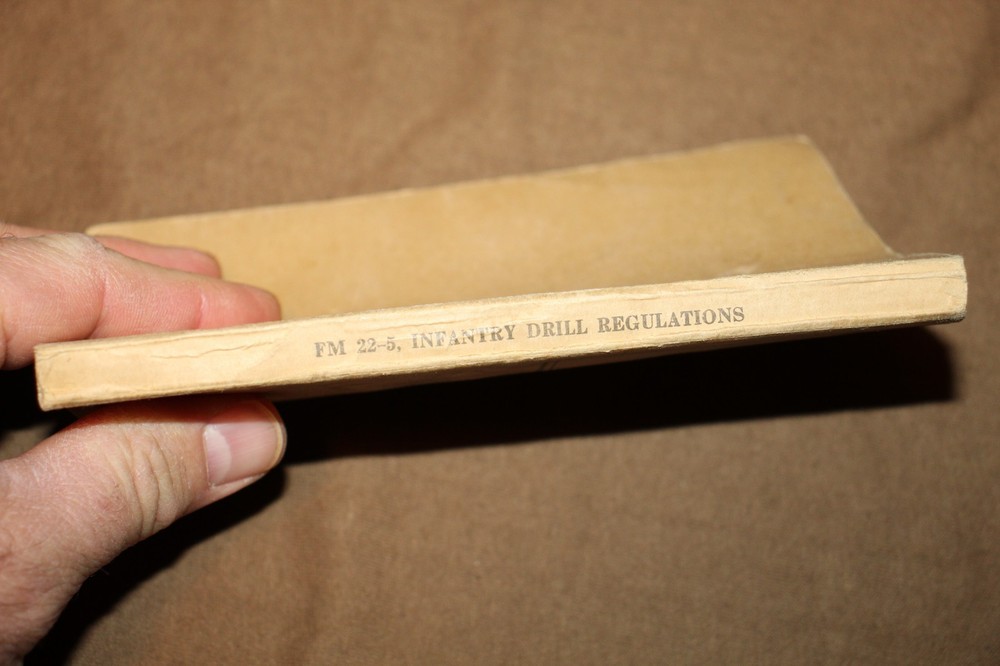 FM 22–5, INFANTRY DRILL REGULATIONS